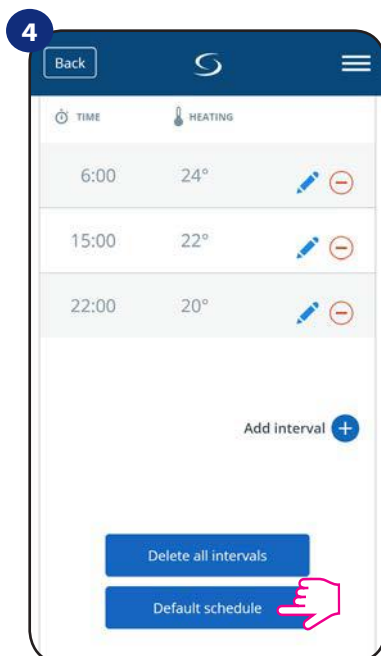 4
Back
TIME HEATING
6:00 24°
15:00 22°
22:00 20°
Add interval
Delete all intervals
Default schedule